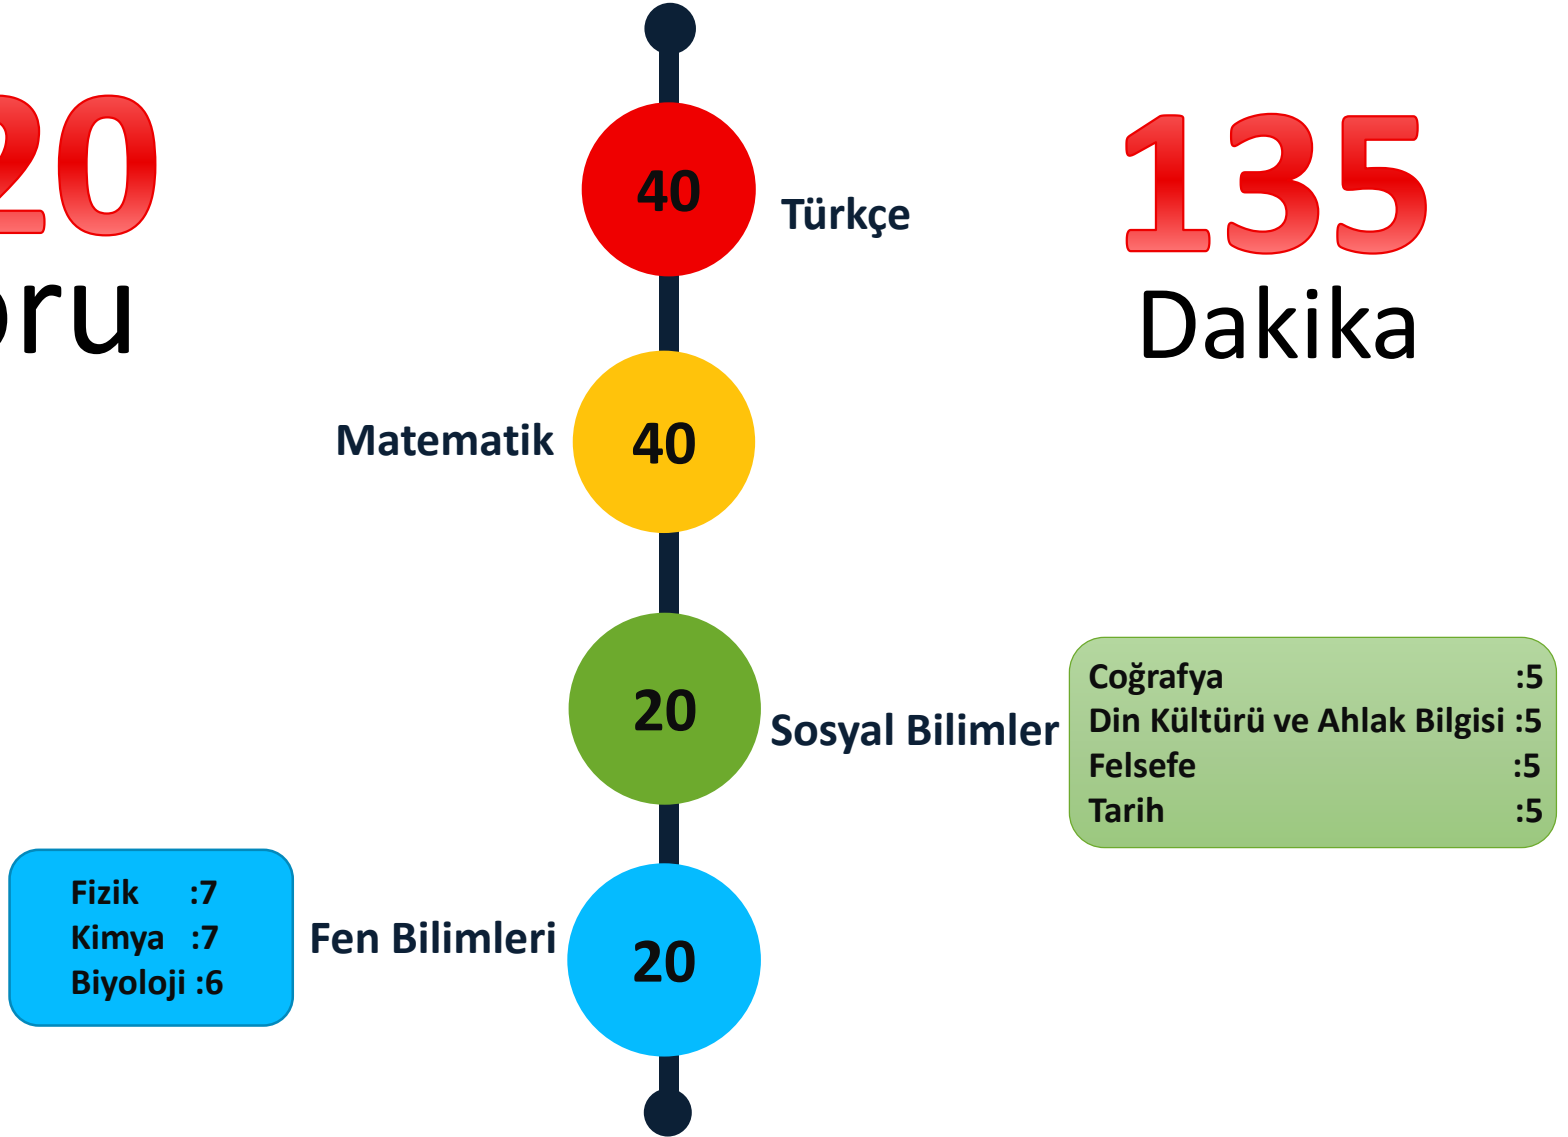 20
oru
40
Türkçe
135
Dakika
Matematik
40
20
Sosyal Bilimler
Coğrafya :5
Din Kültürü ve Ahlak Bilgisi :5
Felsefe :5
Tarih :5
Fizik :7
Kimya :7
Biyoloji :6
Fen Bilimleri
20